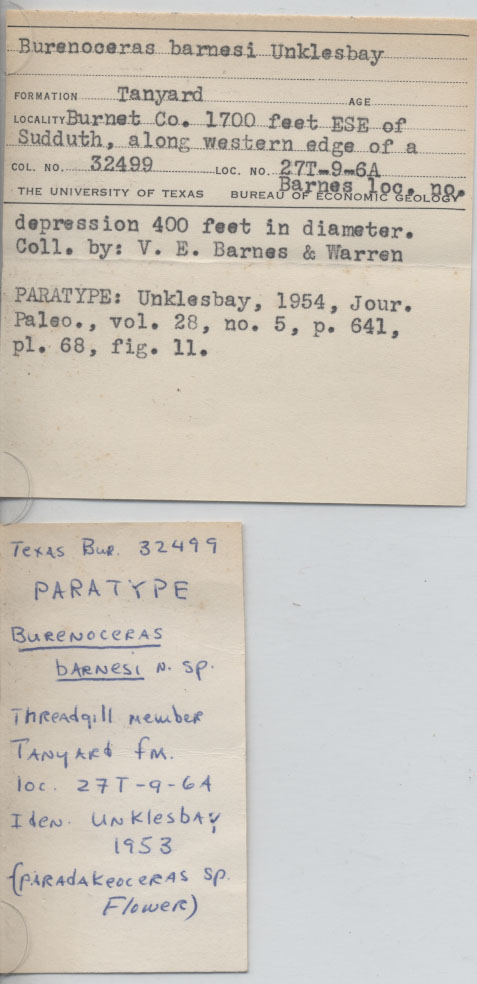 Burenoceras barnesi Unklesbay
FORMATION Tanyard AGE
LOCALITY Burnet Co. 1700 feet ESE of
Sudduth, along western edge of a
COL. NO. 32499 LOC. NO. 27T-9-6A
Barnes loc. no.
THE UNIVERSITY OF TEXAS BUREAU OF ECONOMIC GEOLOGY
depression 400 feet in diameter.
Coll. by: V. E. Barnes & Warren
PARATYPE: Unklesbay, 1954, Jour.
Paleo., vol. 28, no. 5, p. 641,
pl. 68, fig. 11.
Texas Bur. 32499
PARATYPE
BURENOCERAS
bARNESI N. Sp.
Threadgill member
TANYARd fm.
loc. 27T-9-6A
Iden. UNKlesbAy,
1953
(pARAdAKeoceRAS sp.
Flower)